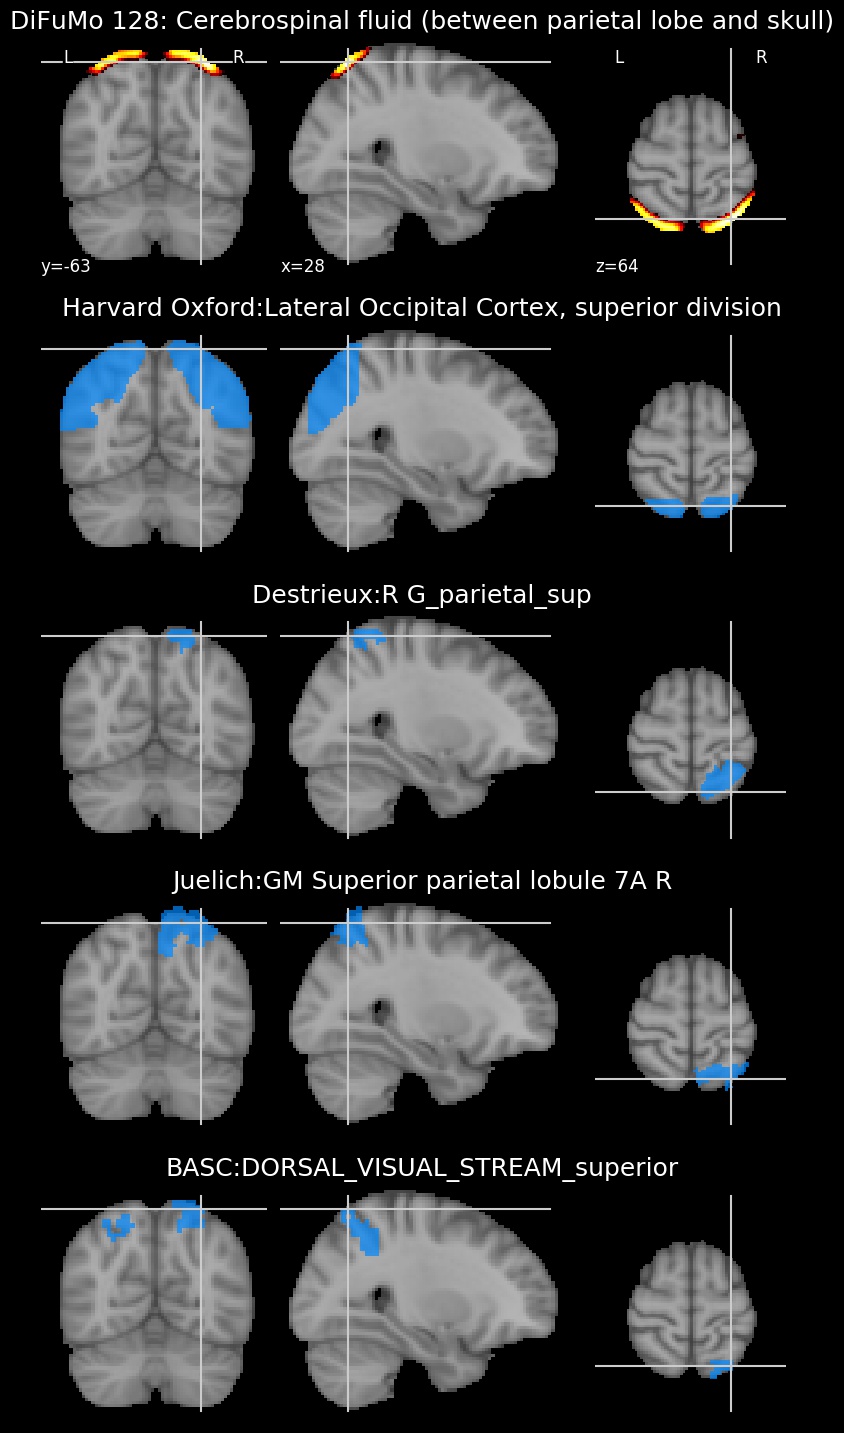 DiFuMo 128: Cerebrospinal fluid (between parietal lobe and skull)
L R L R
y=-63 x=28 z=64
Harvard Oxford:Lateral Occipital Cortex, superior division
Destrieux:R G_parietal_sup
Juelich:GM Superior parietal lobule 7A R
BASC:DORSAL_VISUAL_STREAM_superior